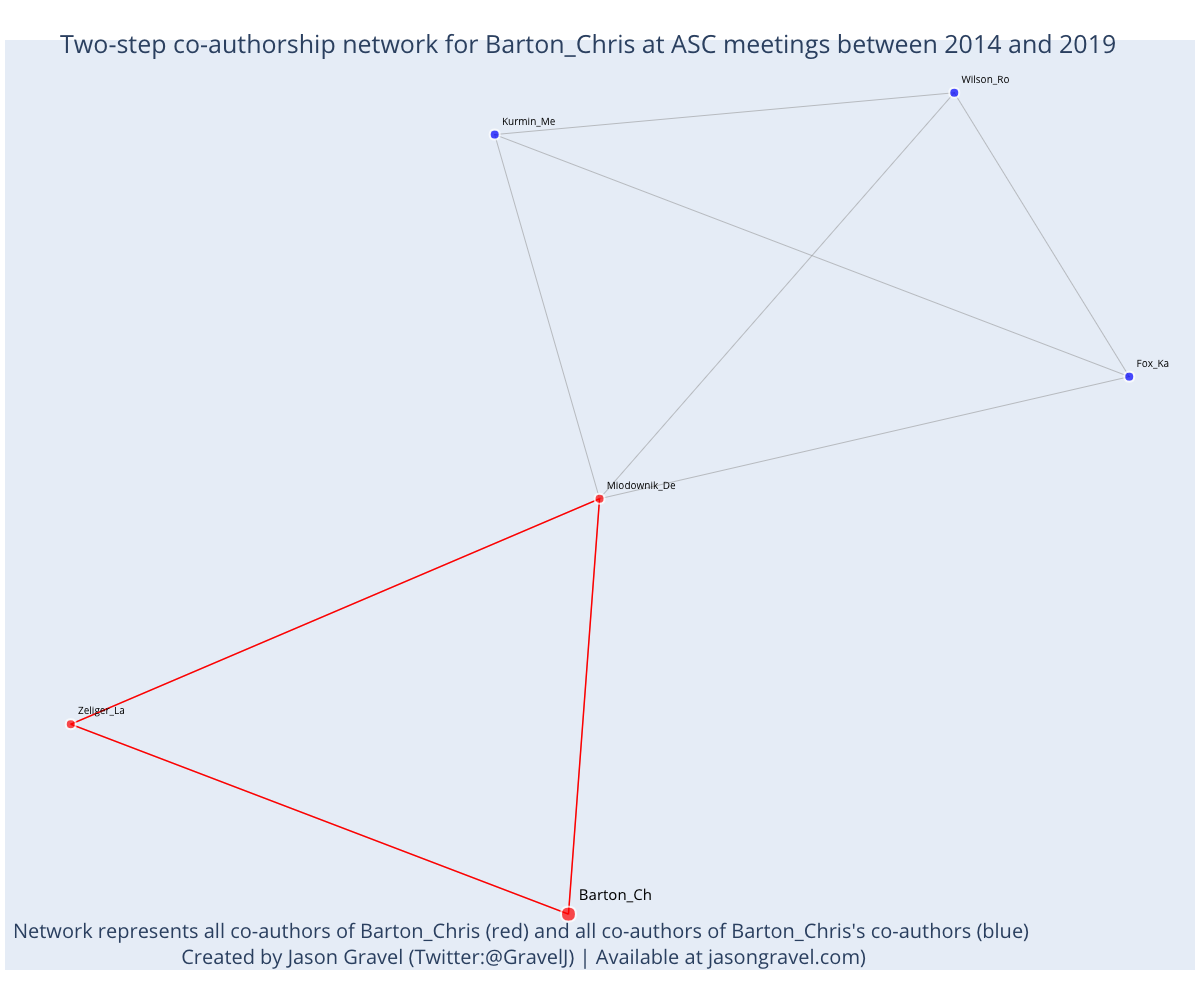 Two-step co-authorship network for Barton_Chris at ASC meetings between 2014 and 2019
Wilson_Ro
Kurmin_Me
Fox_Ka
Miodownik_De
Zeliger_La
Barton_Ch
Network represents all co-authors of Barton_Chris (red) and all co-authors of Barton_Chris's co-authors (blue)
Created by Jason Gravel (Twitter:@GravelJ) | Available at jasongravel.com)